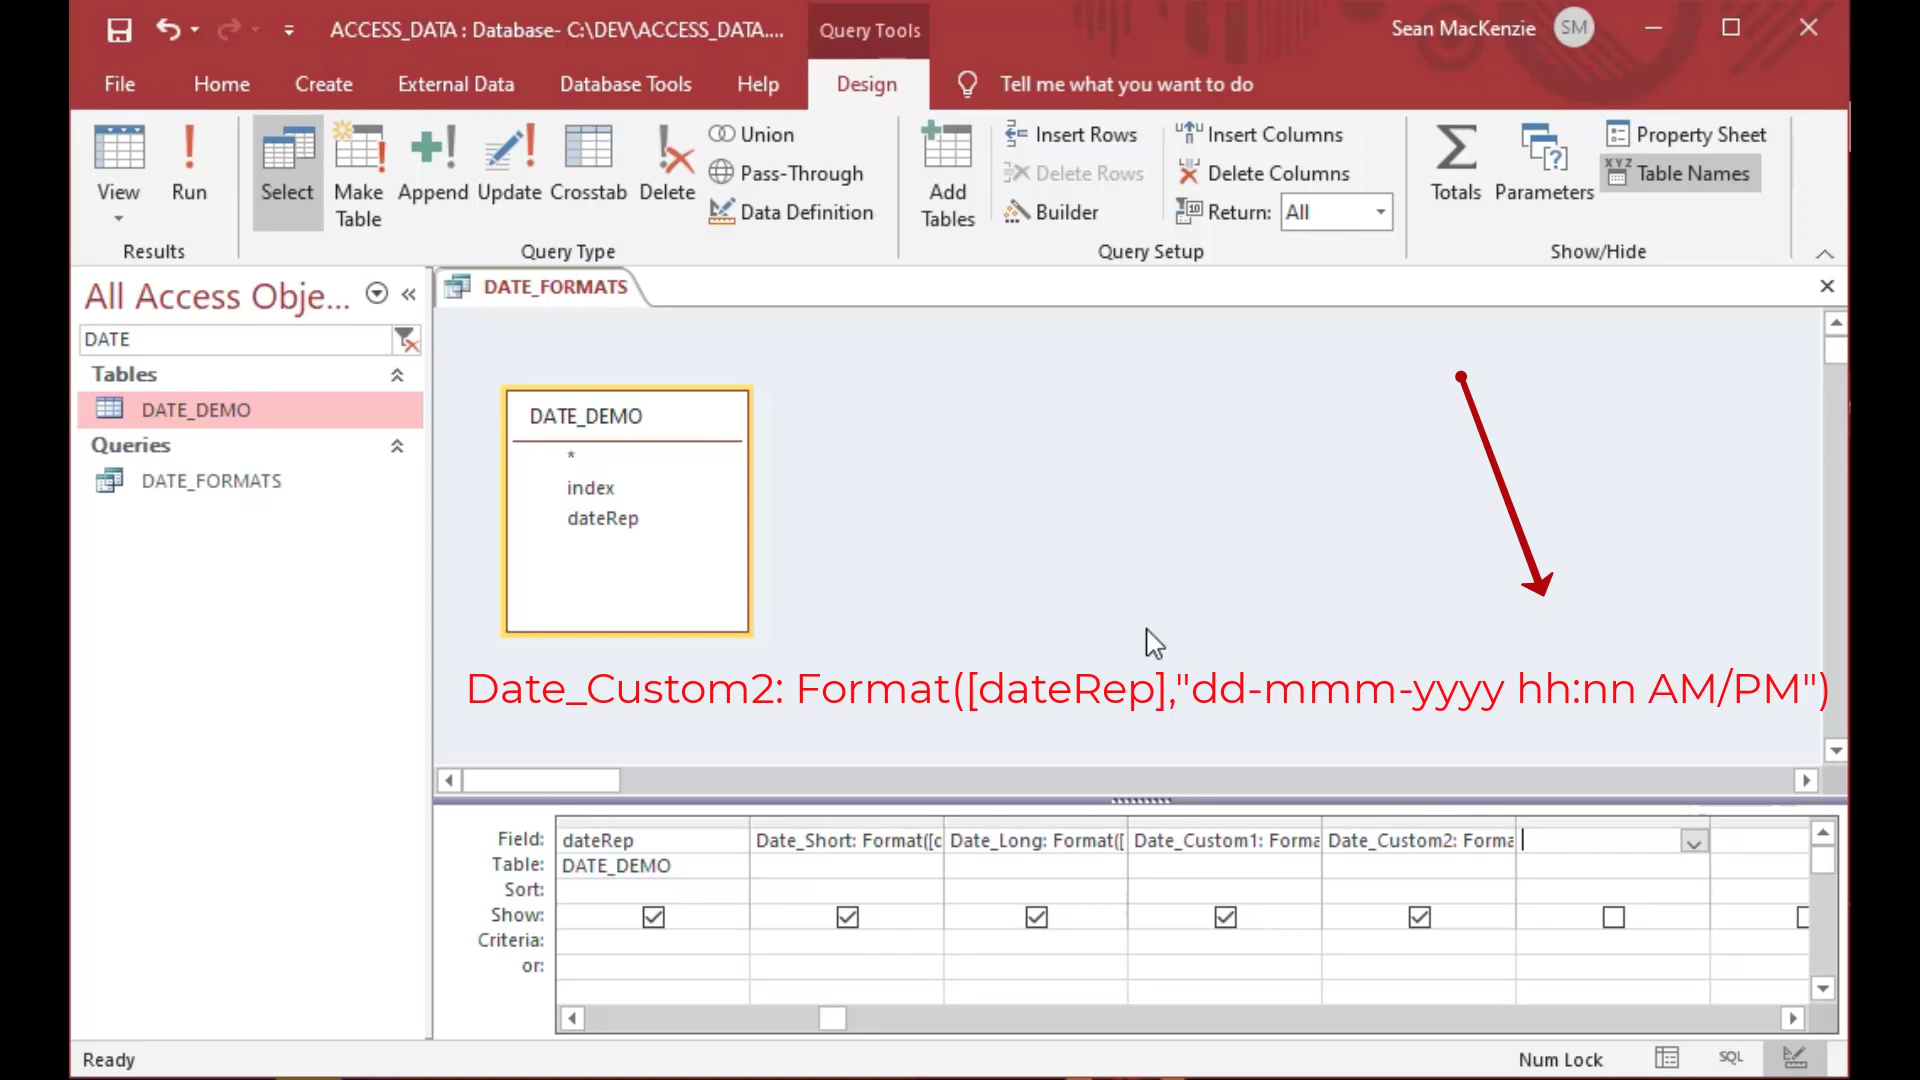 ACCESS_DATA : Database- C:\DEV\ACCESS_DATA....
Query Tools
Sean MacKenzie
SM
File
Home
Create
External Data
Database Tools
Help
Design
Tell me what you want to do
View
Run
Results
Select
Make Table
Append
Update
Crosstab
Delete
Union
Pass-Through
Data Definition
Query Type
Add Tables
Insert Rows
Delete Rows
Builder
Insert Columns
Delete Columns
Return: All
Query Setup
Totals
Parameters
Property Sheet
XYZ
Table Names
Show/Hide
All Access Obje...
DATE
Tables
DATE_DEMO
Queries
DATE_FORMATS
DATE_FORMATS
DATE_DEMO
*
index
dateRep
Date_Custom2: Format([dateRep],"dd-mmm-yyyy hh:nn AM/PM")
Field: dateRep Date_Short: Format([c Date_Long: Format([ Date_Custom1: Forma Date_Custom2: Forma
Table: DATE_DEMO
Sort:
Show:
Criteria:
or:
Ready
Num Lock
SQL